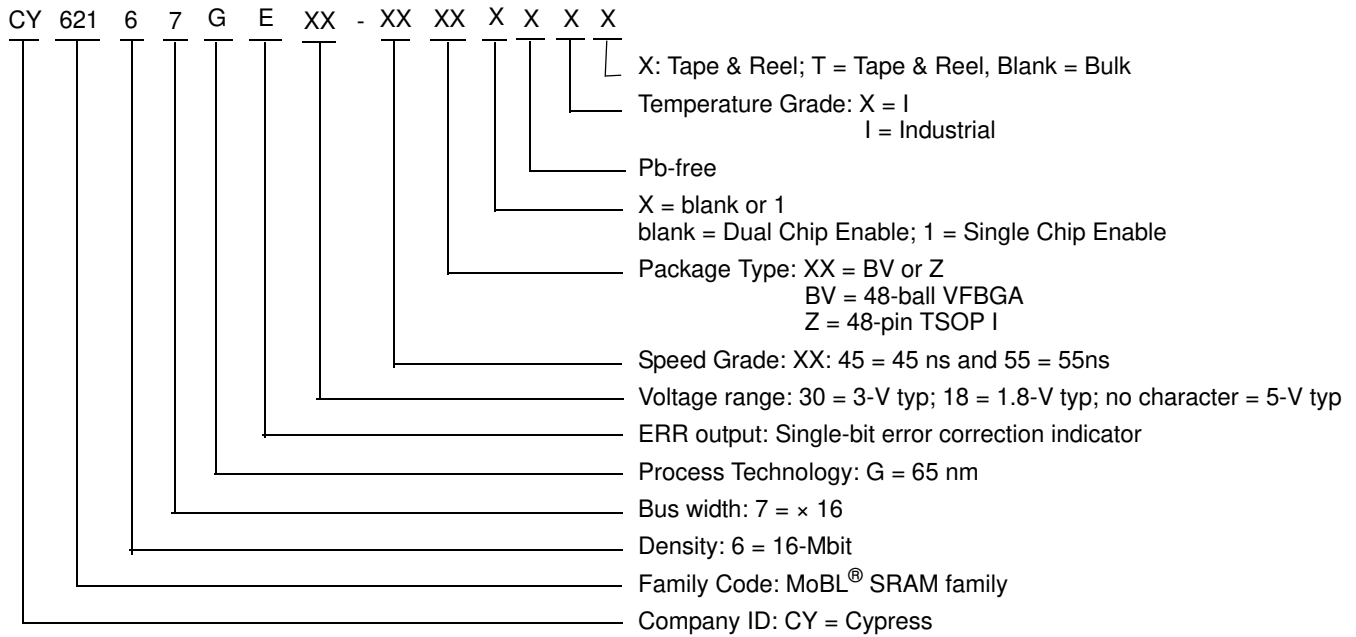 CY 621 6 7 G E XX - XX XX X X X X
X: Tape & Reel; T = Tape & Reel, Blank = Bulk
Temperature Grade: X = I
I = Industrial
Pb-free
X = blank or 1
blank = Dual Chip Enable; 1 = Single Chip Enable
Package Type: XX = BV or Z
BV = 48-ball VFBGA
Z = 48-pin TSOP I
Speed Grade: XX: 45 = 45 ns and 55 = 55ns
Voltage range: 30 = 3-V typ; 18 = 1.8-V typ; no character = 5-V typ
ERR output: Single-bit error correction indicator
Process Technology: G = 65 nm
Bus width: 7 = × 16
Density: 6 = 16-Mbit
Family Code: MoBL® SRAM family
Company ID: CY = Cypress